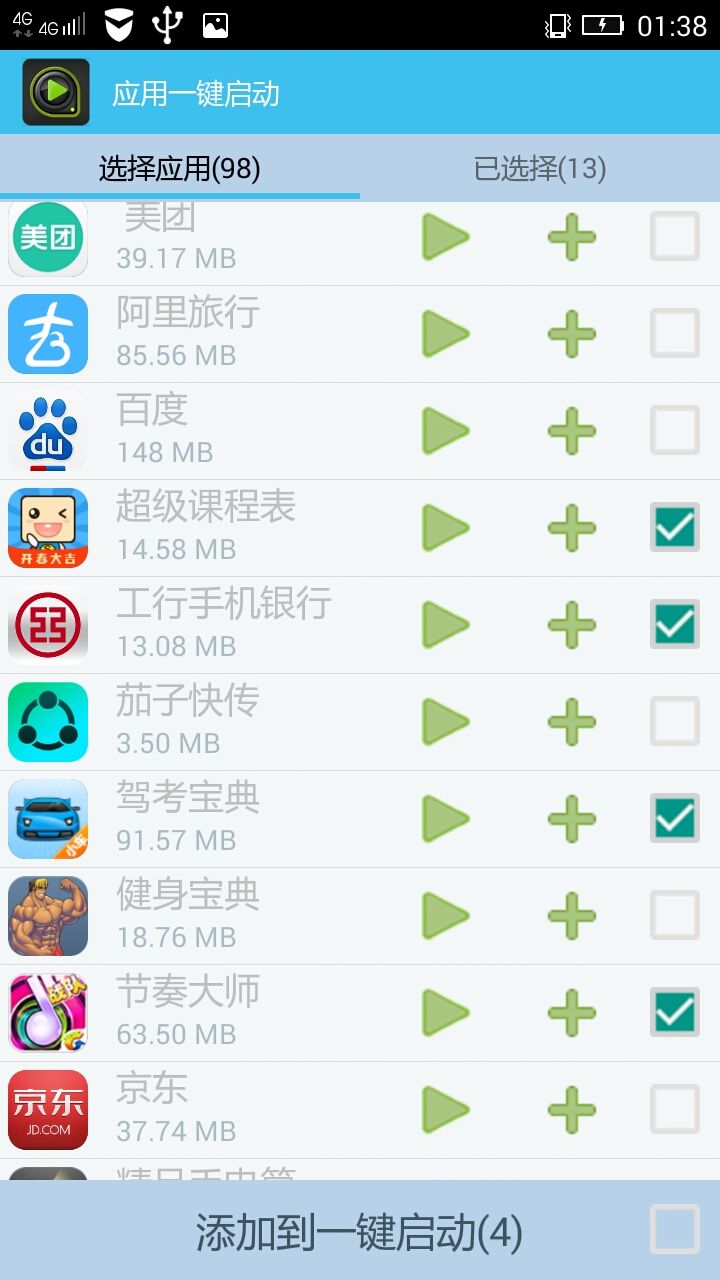 4G 4G 01:38
应用一键启动
选择应用(98) 已选择(13)
美团
美团
39.17 MB
阿里旅行
85.56 MB
du
百度
148 MB
开春大吉
超级课程表
14.58 MB
工行手机银行
13.08 MB
茄子快传
3.50 MB
小车
驾考宝典
91.57 MB
健身宝典
18.76 MB
战队
节奏大师
63.50 MB
京东
JD.COM
京东
37.74 MB
添加到一键启动(4)